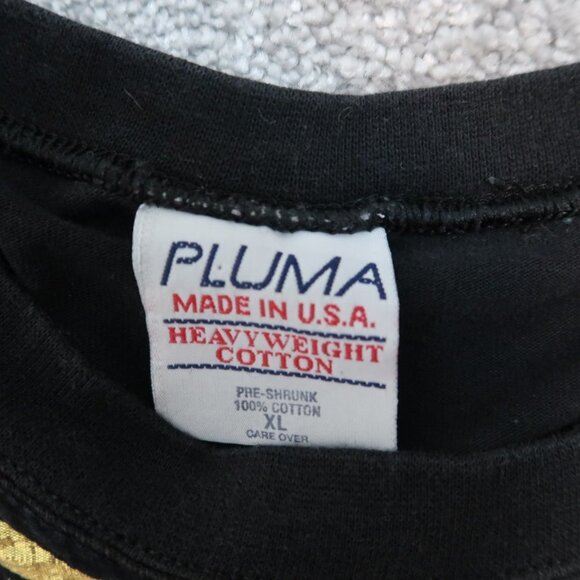 PLUMA
MADE IN U.S.A.
HEAVYWEIGHT
COTTON
PRE-SHRUNK
100% COTTON
XL
CARE OVER